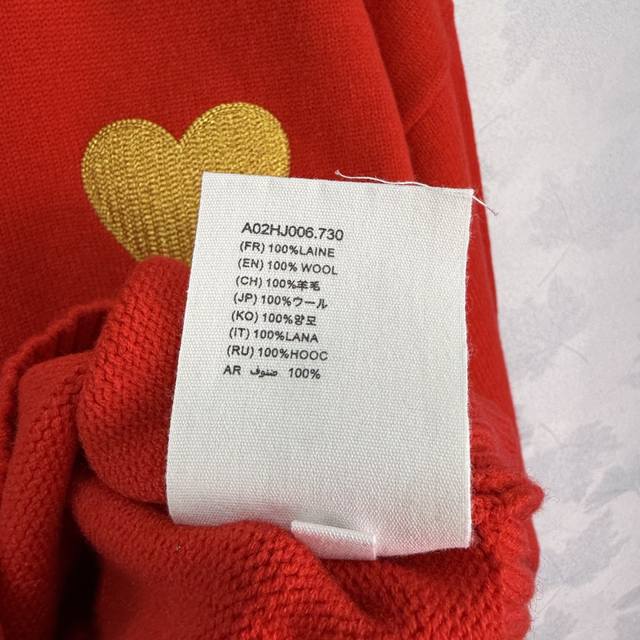 A02HJ006.730
(FR) 100%LAINE
(EN) 100% WOOL
(CH) 100%羊毛
(JP) 100%ウール
(KO) 100%양모
(IT) 100%LANA
(RU) 100%HOOC
AR ضنوف 100%